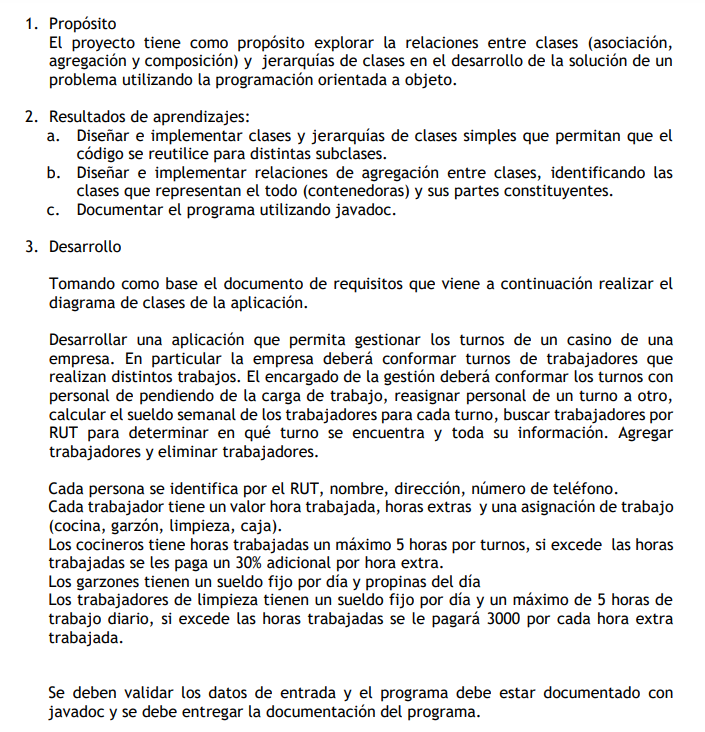 1. Propósito
El proyecto tiene como propósito explorar la relaciones entre clases (asociación,
agregación y composición) y jerarquías de clases en el desarrollo de la solución de un
problema utilizando la programación orientada a objeto.
2. Resultados de aprendizajes:
a. Diseñar e implementar clases y jerarquías de clases simples que permitan que el
código se reutilice para distintas subclases.
b. Diseñar e implementar relaciones de agregación entre clases, identificando las
clases que representan el todo (contenedoras) y sus partes constituyentes.
c. Documentar el programa utilizando javadoc.
3. Desarrollo
Tomando como base el documento de requisitos que viene a continuación realizar el
diagrama de clases de la aplicación.
Desarrollar una aplicación que permita gestionar los turnos de un casino de una
empresa. En particular la empresa deberá conformar turnos de trabajadores que
realizan distintos trabajos. El encargado de la gestión deberá conformar los turnos con
personal de pendiendo de la carga de trabajo, reasignar personal de un turno a otro,
calcular el sueldo semanal de los trabajadores para cada turno, buscar trabajadores por
RUT para determinar en qué turno se encuentra y toda su información. Agregar
trabajadores y eliminar trabajadores.
Cada persona se identifica por el RUT, nombre, dirección, número de teléfono.
Cada trabajador tiene un valor hora trabajada, horas extras y una asignación de trabajo
(cocina, garzón, limpieza, caja).
Los cocineros tiene horas trabajadas un máximo 5 horas por turnos, si excede las horas
trabajadas se les paga un 30% adicional por hora extra.
Los garzones tienen un sueldo fijo por día y propinas del día
Los trabajadores de limpieza tienen un sueldo fijo por día y un máximo de 5 horas de
trabajo diario, si excede las horas trabajadas se le pagará 3000 por cada hora extra
trabajada.
Se deben validar los datos de entrada y el programa debe estar documentado con
javadoc y se debe entregar la documentación del programa.